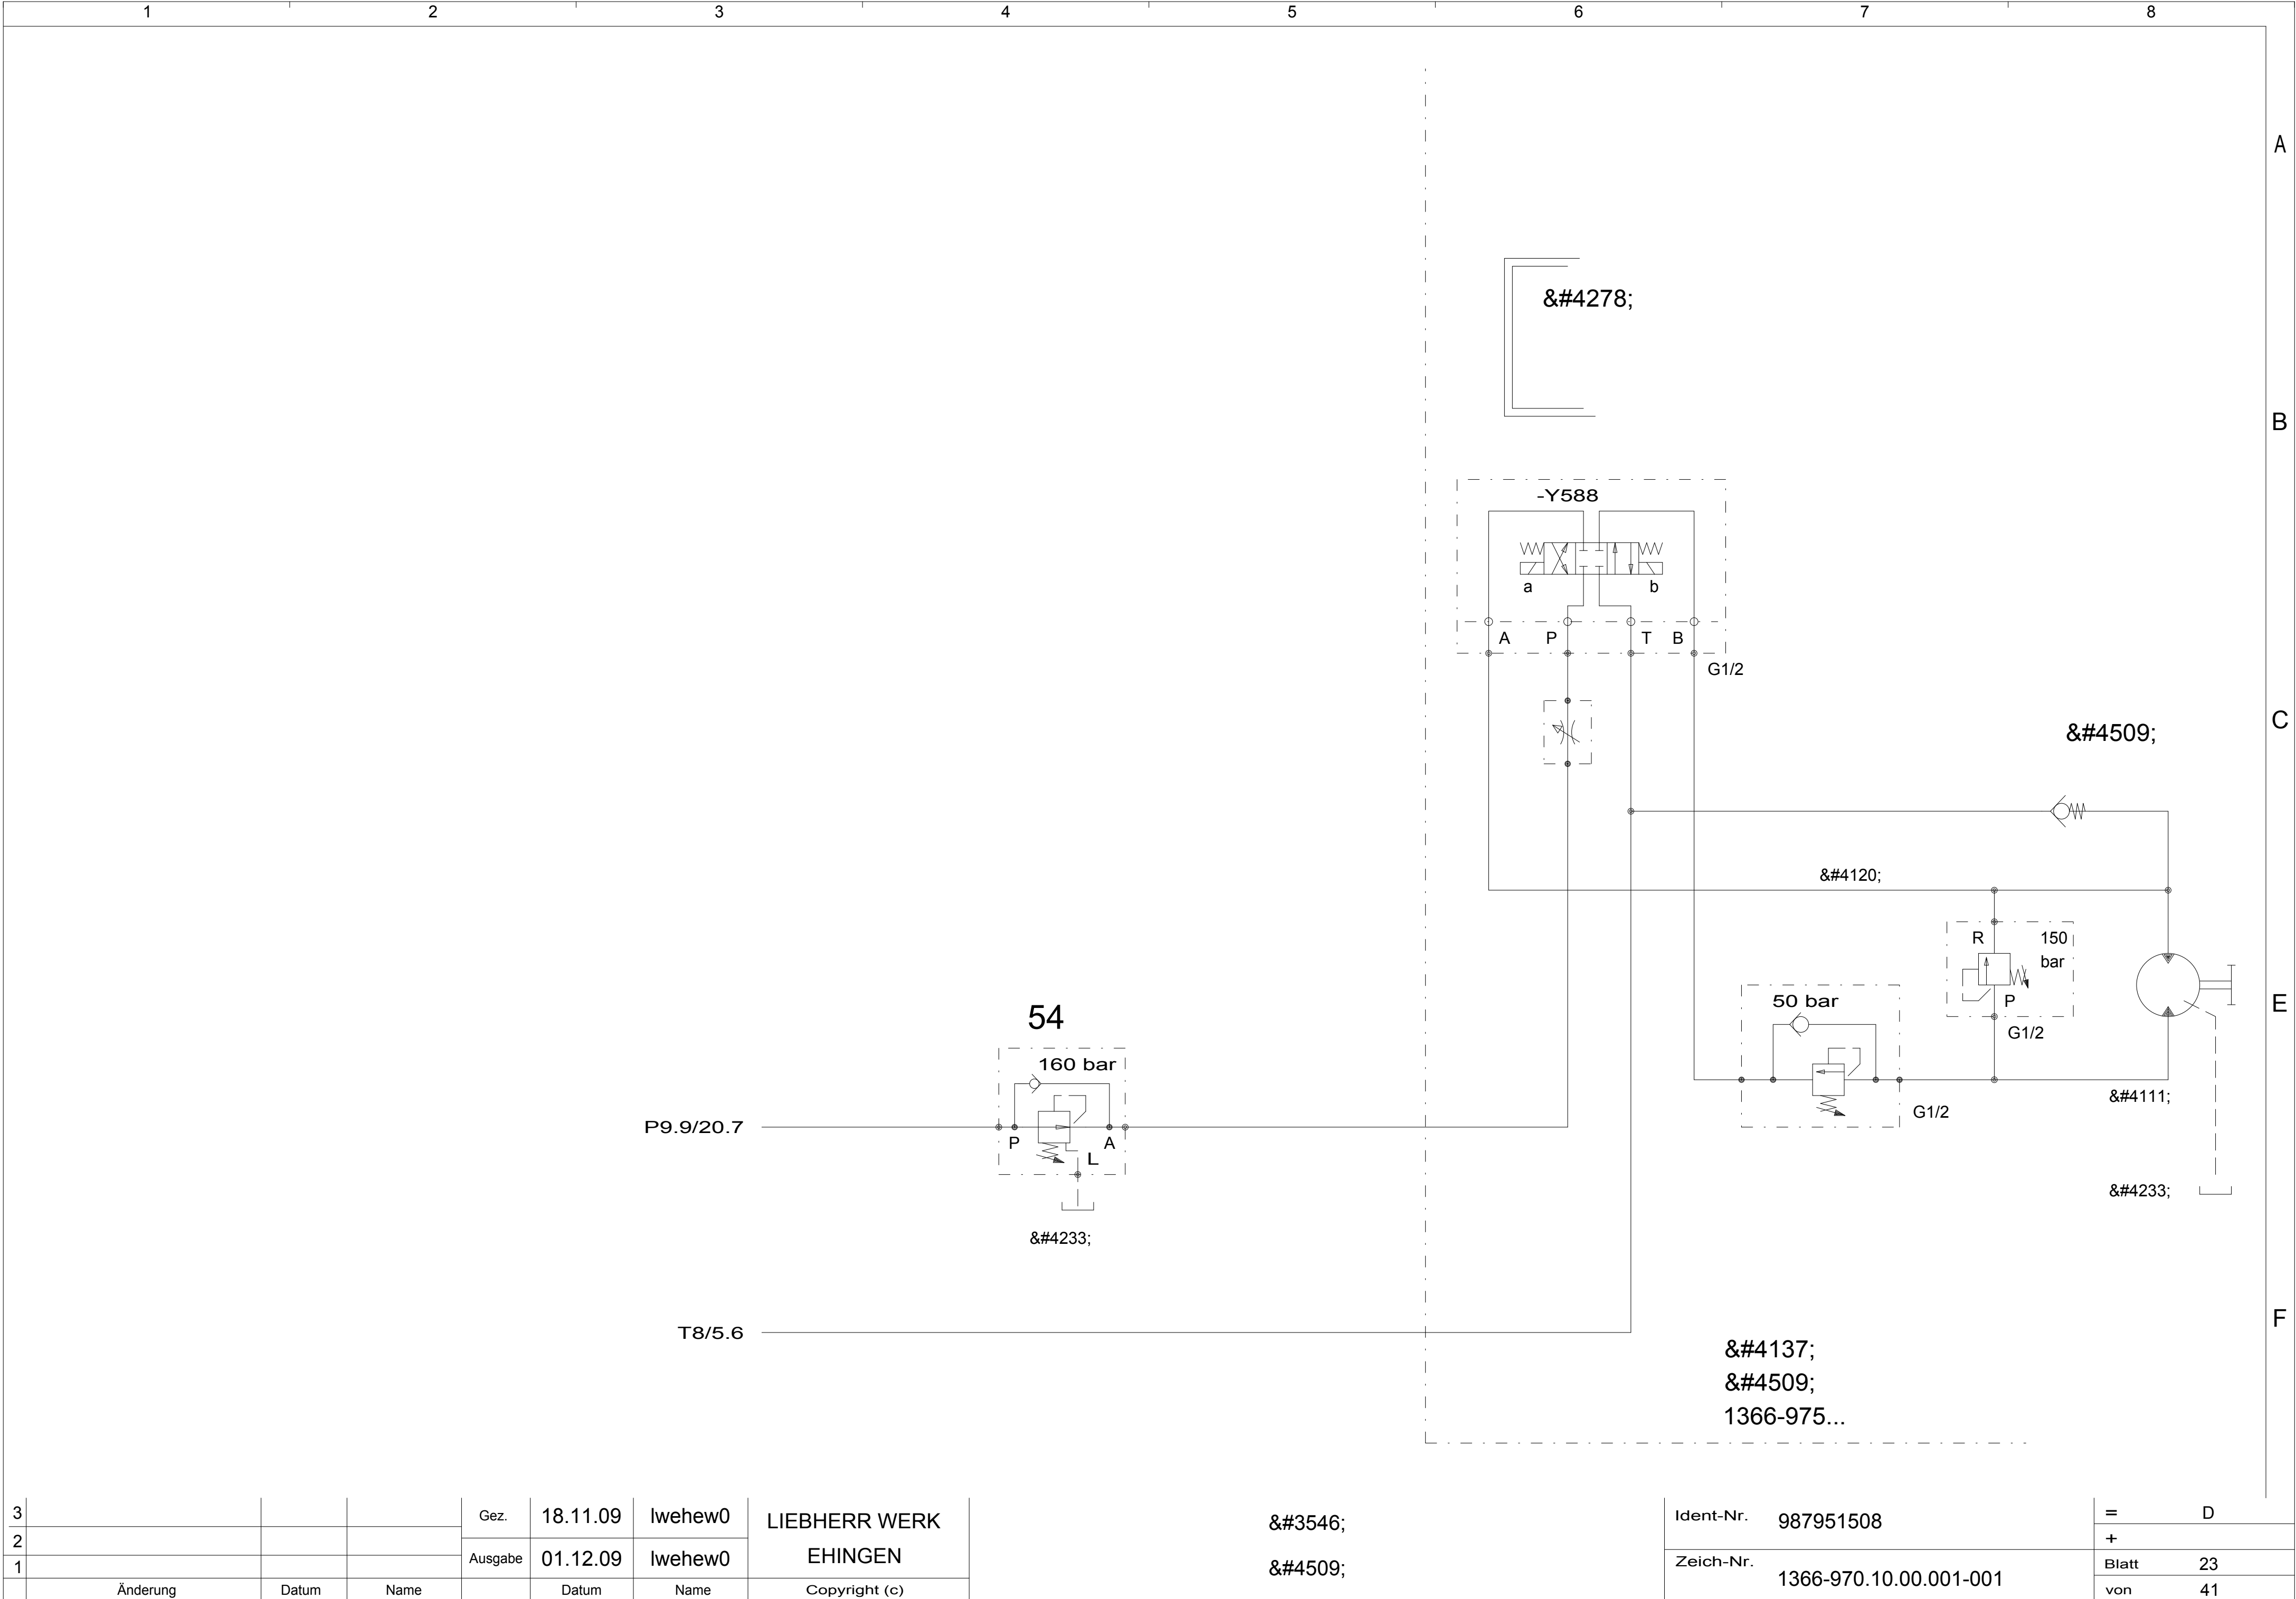 1 2 3 4 5 6 7 8
A
&#4278;
B
-Y588
a b
A P T B
G1/2
C
&#4509;
&#4120;
R 150
bar
P
G1/2
50 bar
E
54
160 bar
&#4111;
G1/2
P9.9/20.7
P A
L
&#4233;
&#4233;
F
T8/5.6
&#4137;
&#4509;
1366-975...
3 Gez. 18.11.09 lwehew0 LIEBHERR WERK &#3546; Ident-Nr. 987951508 = D
2 +
1 Ausgabe 01.12.09 lwehew0 EHINGEN &#4509; Zeich-Nr. 1366-970.10.00.001-001 Blatt 23
Änderung Datum Name Datum Name Copyright (c) von 41